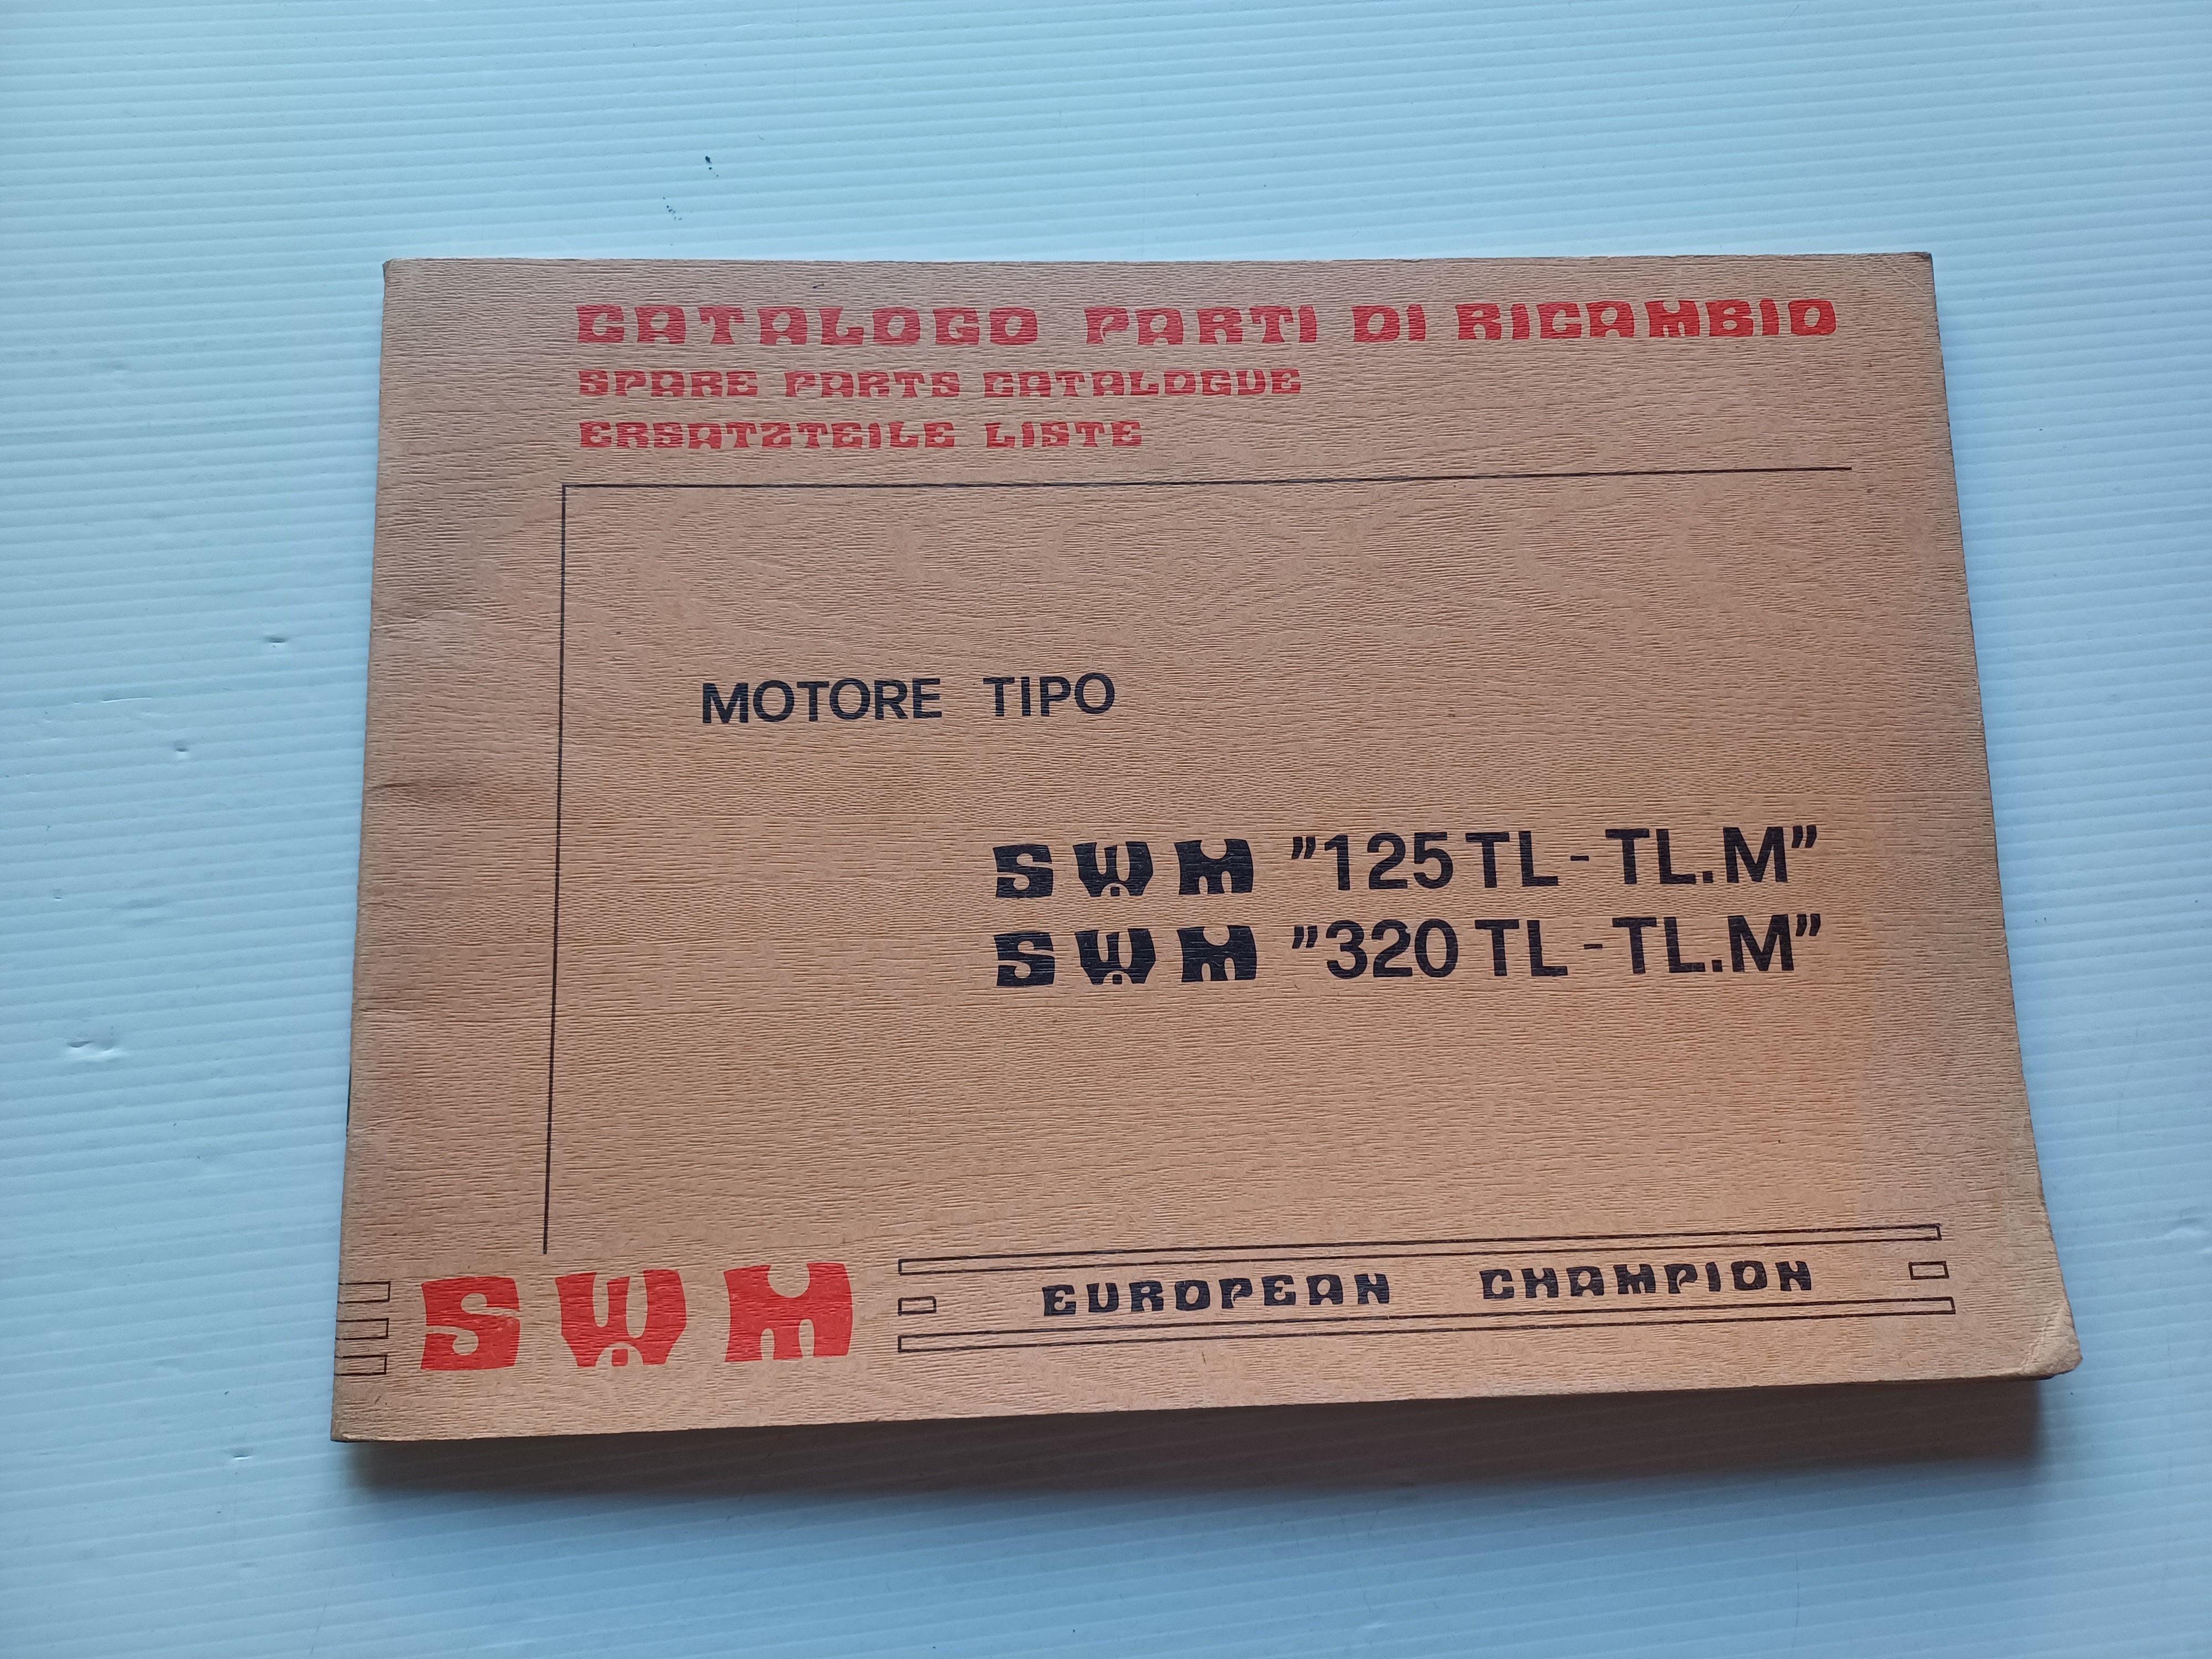 CATALOGO PARTI DI RICAMBIO
SPARE PARTS CATALOGUE
ERSATZTEILE LISTE
MOTORE TIPO
SWM "125 TL - TL.M"
SWM "320 TL - TL.M"
SWM EUROPEAN CHAMPION